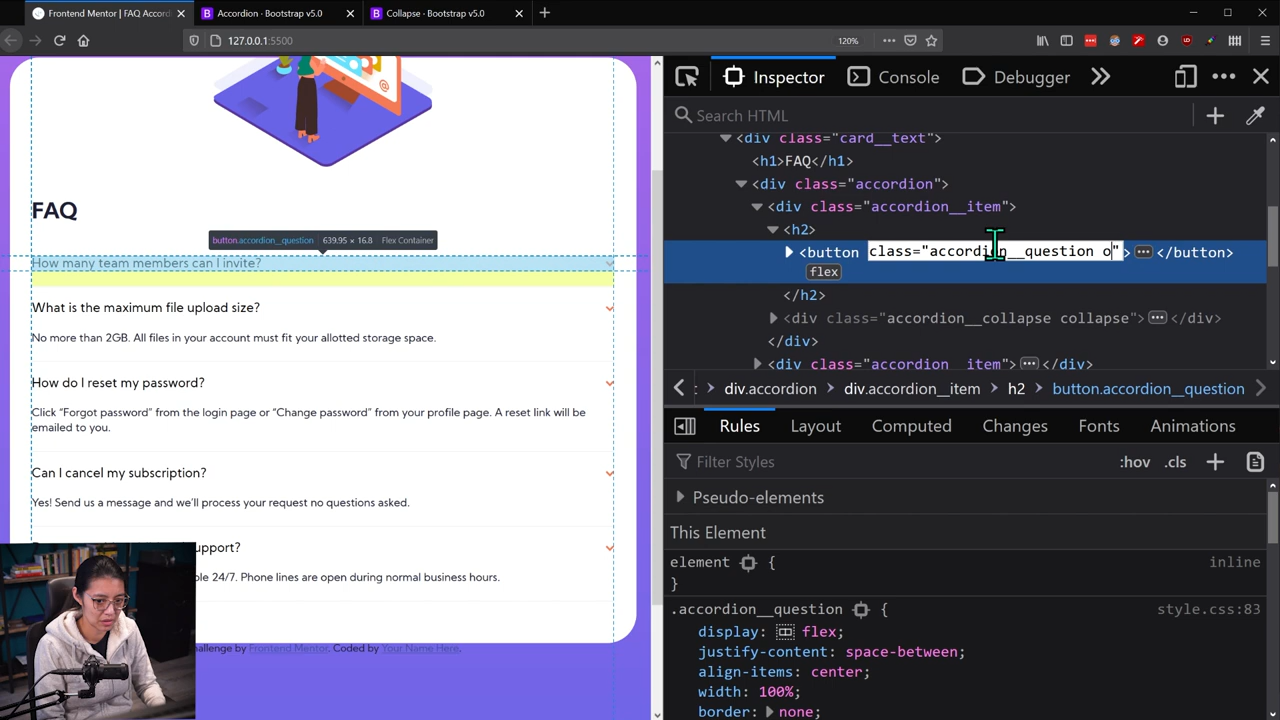 Frontend Mentor | FAQ Accordi
Accordion · Bootstrap v5.0
Collapse · Bootstrap v5.0
127.0.0.1:5500
120%
FAQ
button.accordion__question 639.95 × 16.8 Flex Container
How many team members can I invite?
What is the maximum file upload size?
No more than 2GB. All files in your account must fit your allotted storage space.
How do I reset my password?
Click “Forgot password” from the login page or “Change password” from your profile page. A reset link will be
emailed to you.
Can I cancel my subscription?
Yes! Send us a message and we’ll process your request no questions asked.
support?
ble 24/7. Phone lines are open during normal business hours.
hallenge by Frontend Mentor. Coded by Your Name Here.
Inspector
Console
Debugger
Search HTML
<div class="card__text">
<h1>FAQ</h1>
<div class="accordion">
<div class="accordion__item">
<h2>
<button class="accordion__question o"> ••• </button>
flex
</h2>
<div class="accordion__collapse collapse"> ••• </div>
</div>
<div class="accordion__item"> ••• </div>
div.accordion
div.accordion__item
h2
button.accordion__question
Rules
Layout
Computed
Changes
Fonts
Animations
Filter Styles
:hov
.cls
Pseudo-elements
This Element
element {
inline
}
.accordion__question {
style.css:83
display: flex;
justify-content: space-between;
align-items: center;
width: 100%;
border: none;